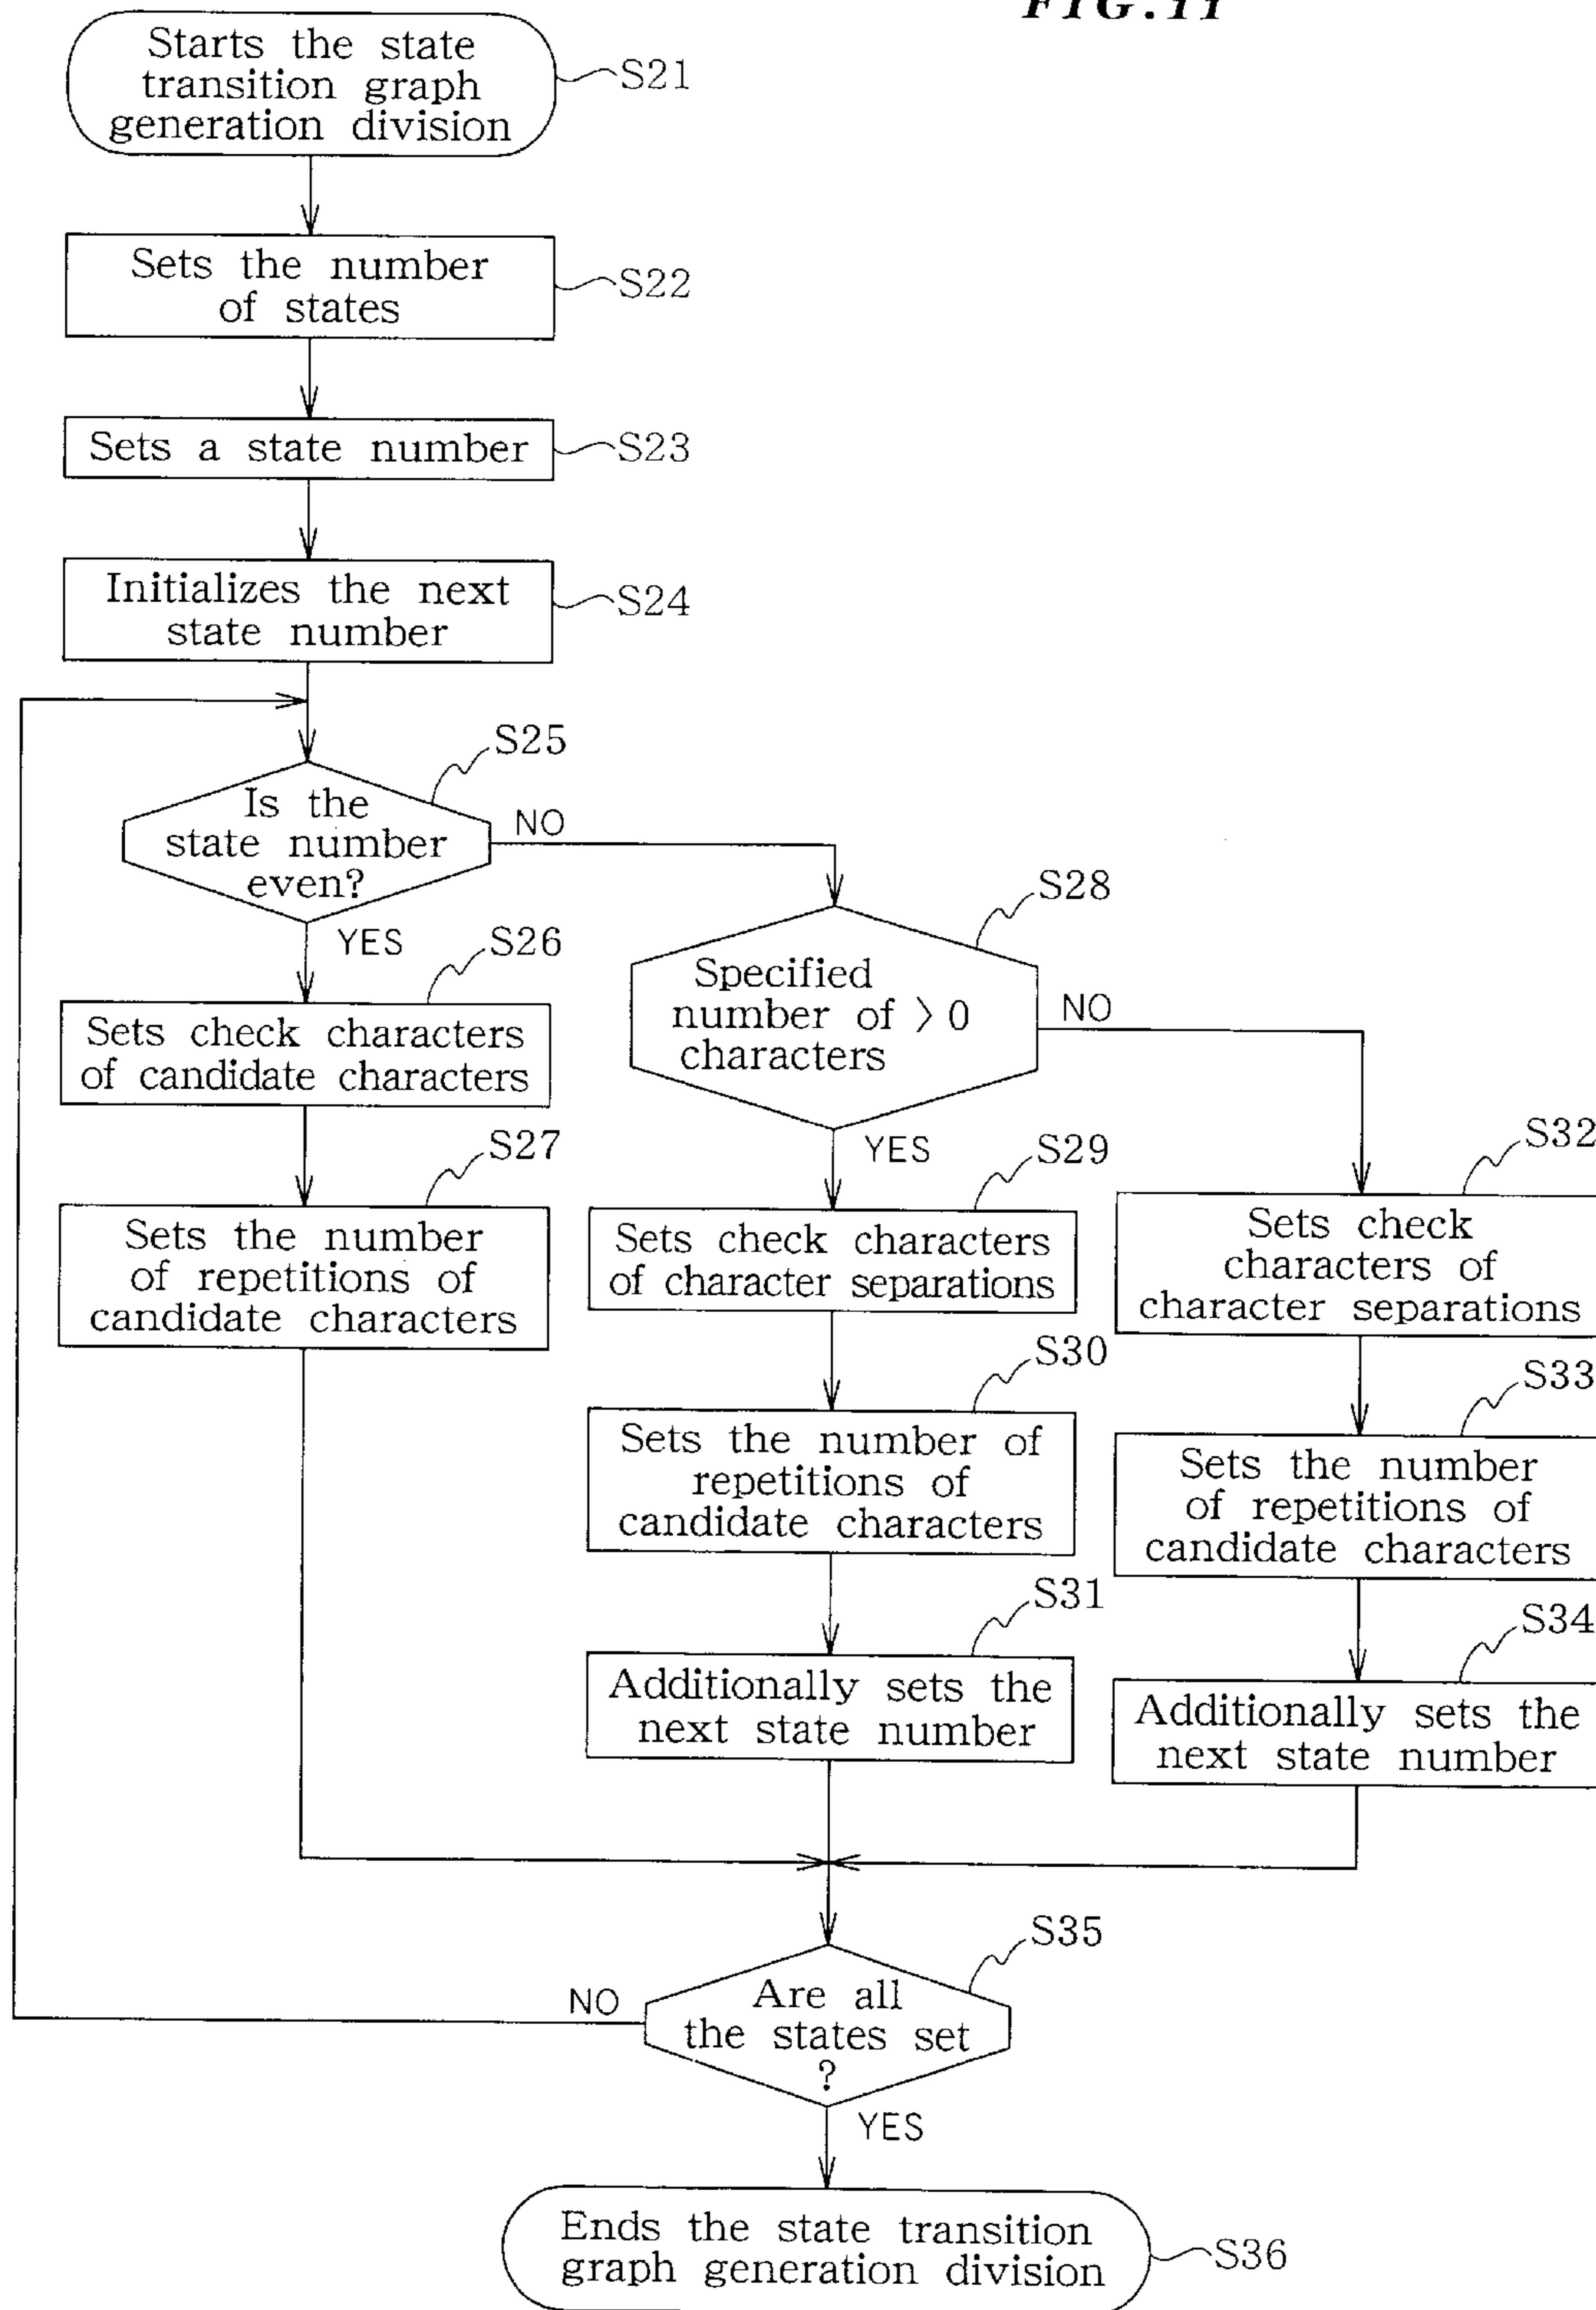 FIG.11
Starts the state
transition graph
generation division
S21
Sets the number
of states
S22
Sets a state number
S23
Initializes the next
state number
S24
S25
Is the
state number
even?
NO
YES
S26
Sets check characters
of candidate characters
S27
Sets the number
of repetitions of
candidate characters
S28
Specified
number of > 0
characters
NO
YES
S29
Sets check characters
of character separations
S30
Sets the number of
repetitions of
candidate characters
S31
Additionally sets the
next state number
S32
Sets check
characters of
character separations
S33
Sets the number
of repetitions of
candidate characters
S34
Additionally sets the
next state number
S35
Are all
the states set
?
NO
YES
Ends the state transition
graph generation division
S36